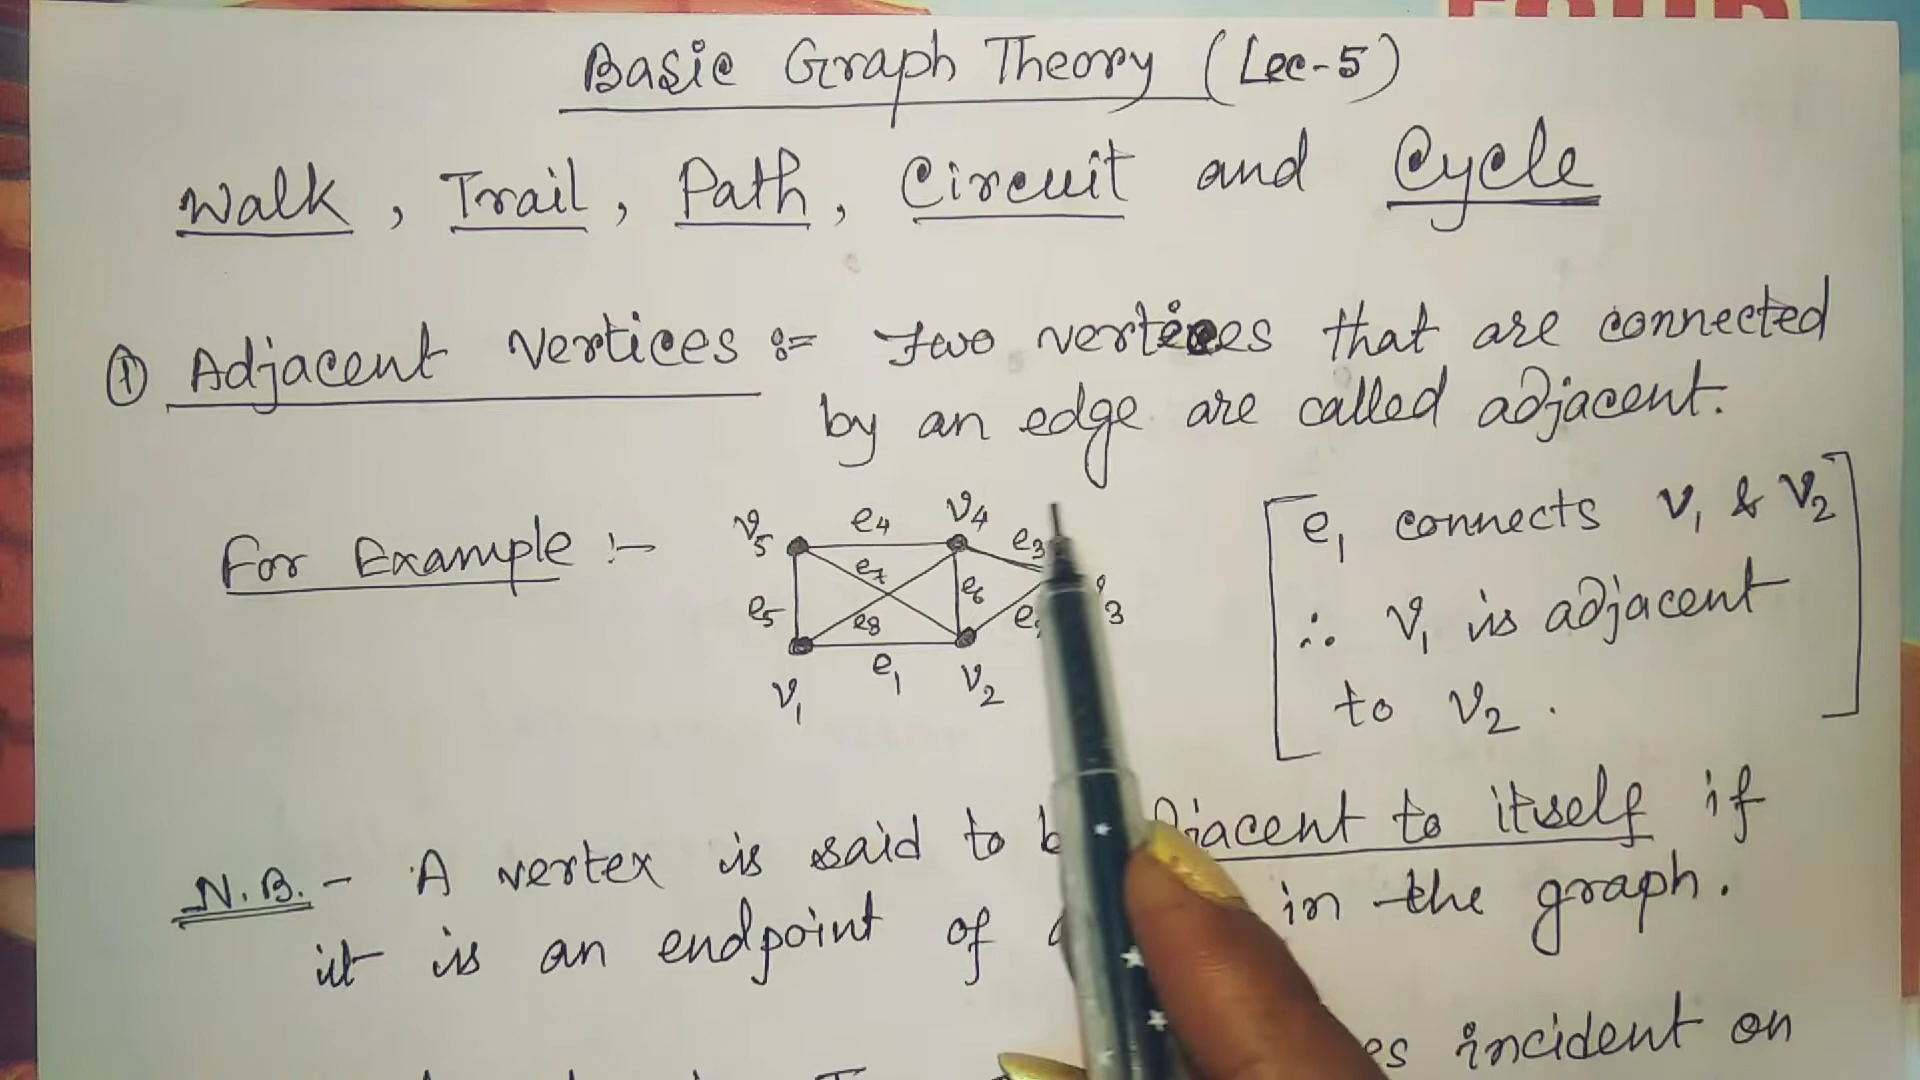 Basic Graph Theory (Lec-5)
Walk, Trail, Path, Circuit and Cycle
① Adjacent Vertices := Two vertices that are connected
by an edge are called adjacent.
For Example :-
v5 e4 v4 e3
e7 e6
e5 e8 3
e1
v1 v2
[e1 connects v1 & v2
∴ v1 is adjacent
to v2.]
N.B. - A vertex is said to adjacent to itself if
it is an endpoint of in the graph.
incident on